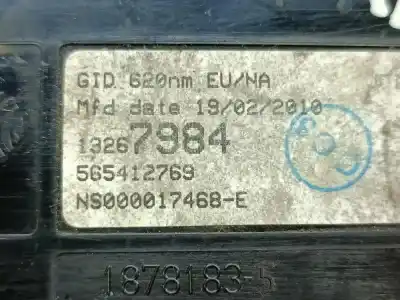 GID 620nm EU/NA
Mfd date 19/02/2010
13267984
565412769
NS000017468-E
1878183-5